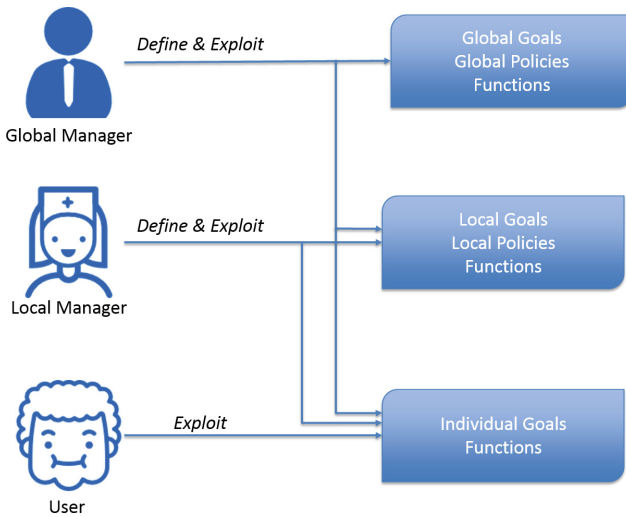 Define & Exploit
Global Goals
Global Policies
Functions
Global Manager
Define & Exploit
Local Goals
Local Policies
Functions
Local Manager
Exploit
Individual Goals
Functions
User